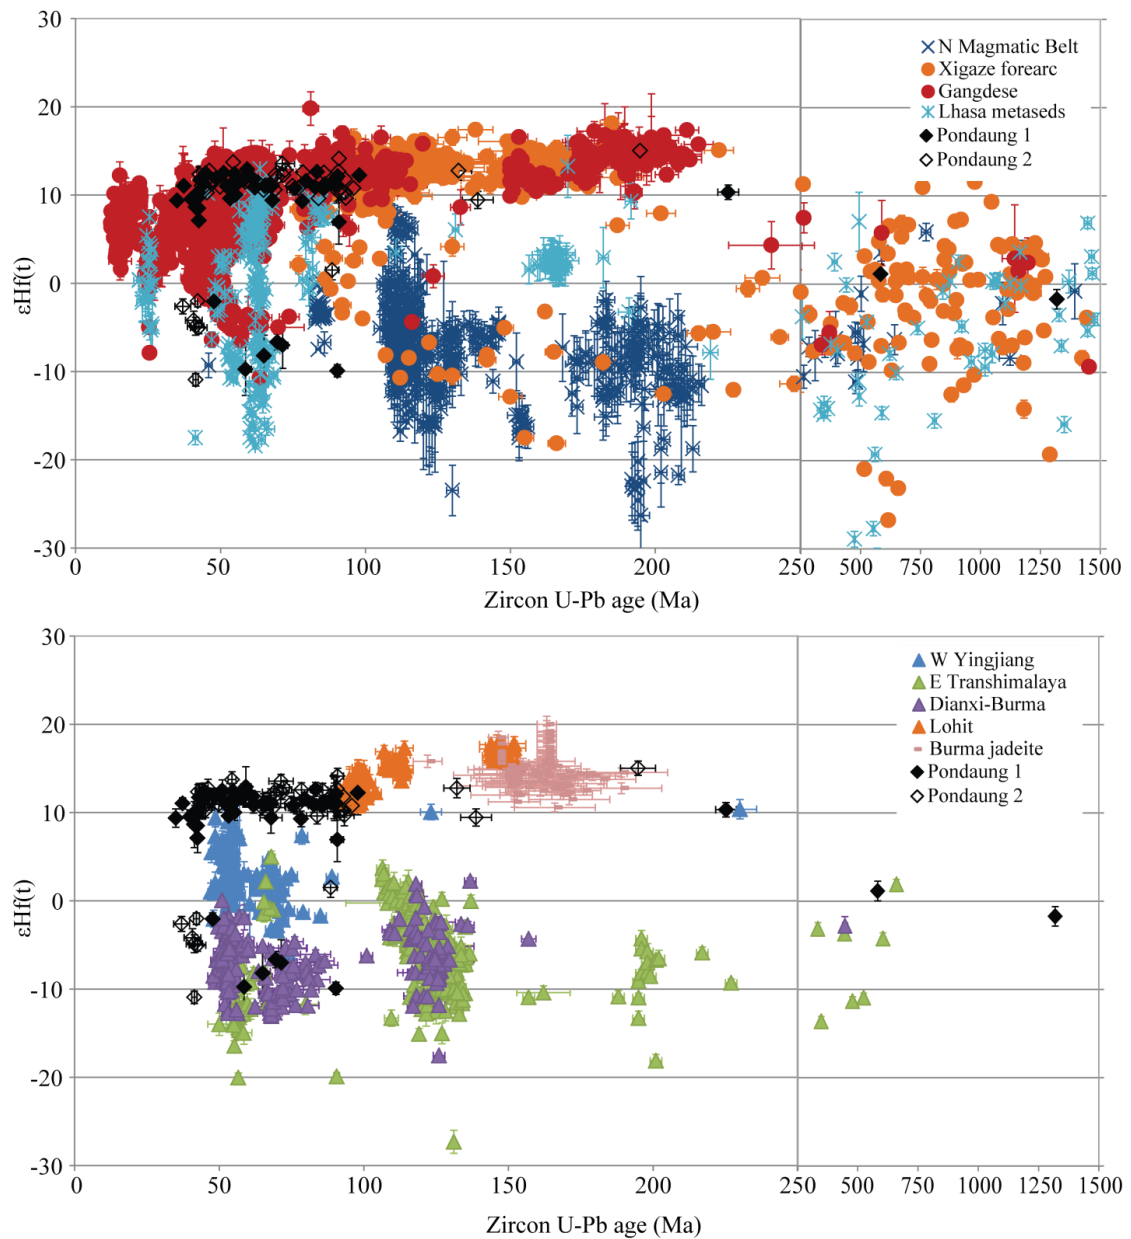 30
20
10
0
-10
-20
-30
εHf(t)
0
50
100
150
200
250
500
750
1000
1250
1500
Zircon U-Pb age (Ma)
N Magmatic Belt
Xigaze forearc
Gangdese
Lhasa metaseds
Pondaung 1
Pondaung 2
30
20
10
0
-10
-20
-30
εHf(t)
0
50
100
150
200
250
500
750
1000
1250
1500
Zircon U-Pb age (Ma)
W Yingjiang
E Transhimalaya
Dianxi-Burma
Lohit
Burma jadeite
Pondaung 1
Pondaung 2